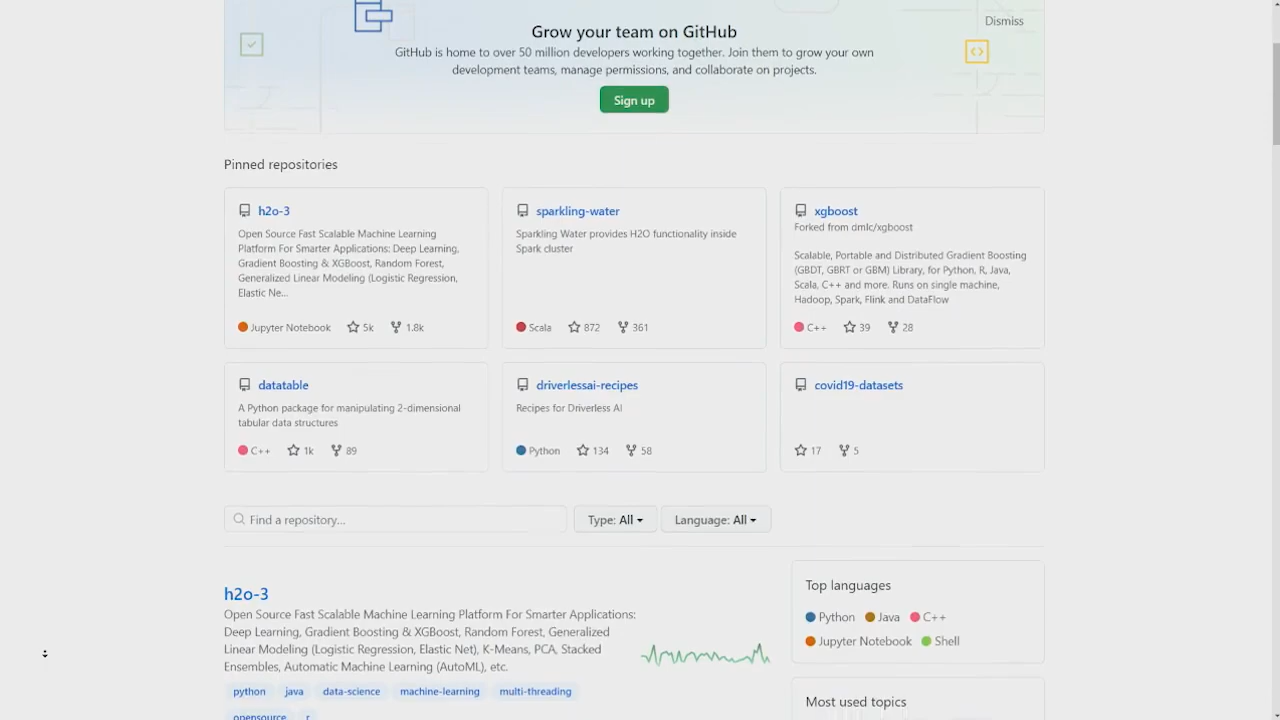 Grow your team on GitHub
Dismiss
GitHub is home to over 50 million developers working together. Join them to grow your own
development teams, manage permissions, and collaborate on projects.
Sign up
Pinned repositories
h2o-3
Open Source Fast Scalable Machine Learning
Platform For Smarter Applications: Deep Learning,
Gradient Boosting & XGBoost, Random Forest,
Generalized Linear Modeling (Logistic Regression,
Elastic Ne...
Jupyter Notebook 5k 1.8k
sparkling-water
Sparkling Water provides H2O functionality inside
Spark cluster
Scala 872 361
xgboost
Forked from dmlc/xgboost
Scalable, Portable and Distributed Gradient Boosting
(GBDT, GBRT or GBM) Library, for Python, R, Java,
Scala, C++ and more. Runs on single machine,
Hadoop, Spark, Flink and DataFlow
C++ 39 28
datatable
A Python package for manipulating 2-dimensional
tabular data structures
C++ 1k 89
driverlessai-recipes
Recipes for Driverless AI
Python 134 58
covid19-datasets
17 5
Find a repository...
Type: All
Language: All
h2o-3
Open Source Fast Scalable Machine Learning Platform For Smarter Applications:
Deep Learning, Gradient Boosting & XGBoost, Random Forest, Generalized
Linear Modeling (Logistic Regression, Elastic Net), K-Means, PCA, Stacked
Ensembles, Automatic Machine Learning (AutoML), etc.
python java data-science machine-learning multi-threading
opensource r
Top languages
Python Java C++
Jupyter Notebook Shell
Most used topics